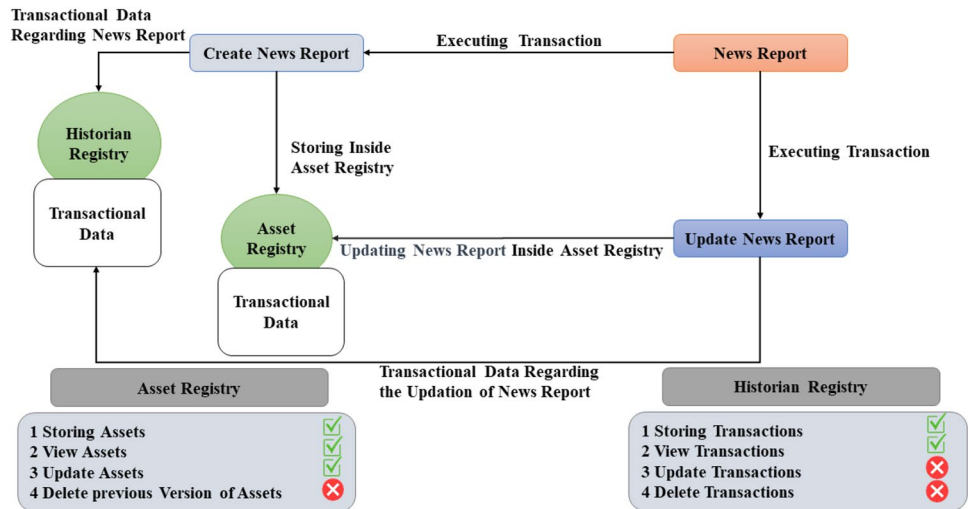 Transactional Data
Regarding News Report
Create News Report
Executing Transaction
News Report
Historian
Registry
Storing Inside
Asset Registry
Executing Transaction
Transactional
Data
Asset
Registry
Updating News Report Inside Asset Registry
Update News Report
Transactional
Data
Transactional Data Regarding
the Updation of News Report
Asset Registry
1 Storing Assets
2 View Assets
3 Update Assets
4 Delete previous Version of Assets
Historian Registry
1 Storing Transactions
2 View Transactions
3 Update Transactions
4 Delete Transactions